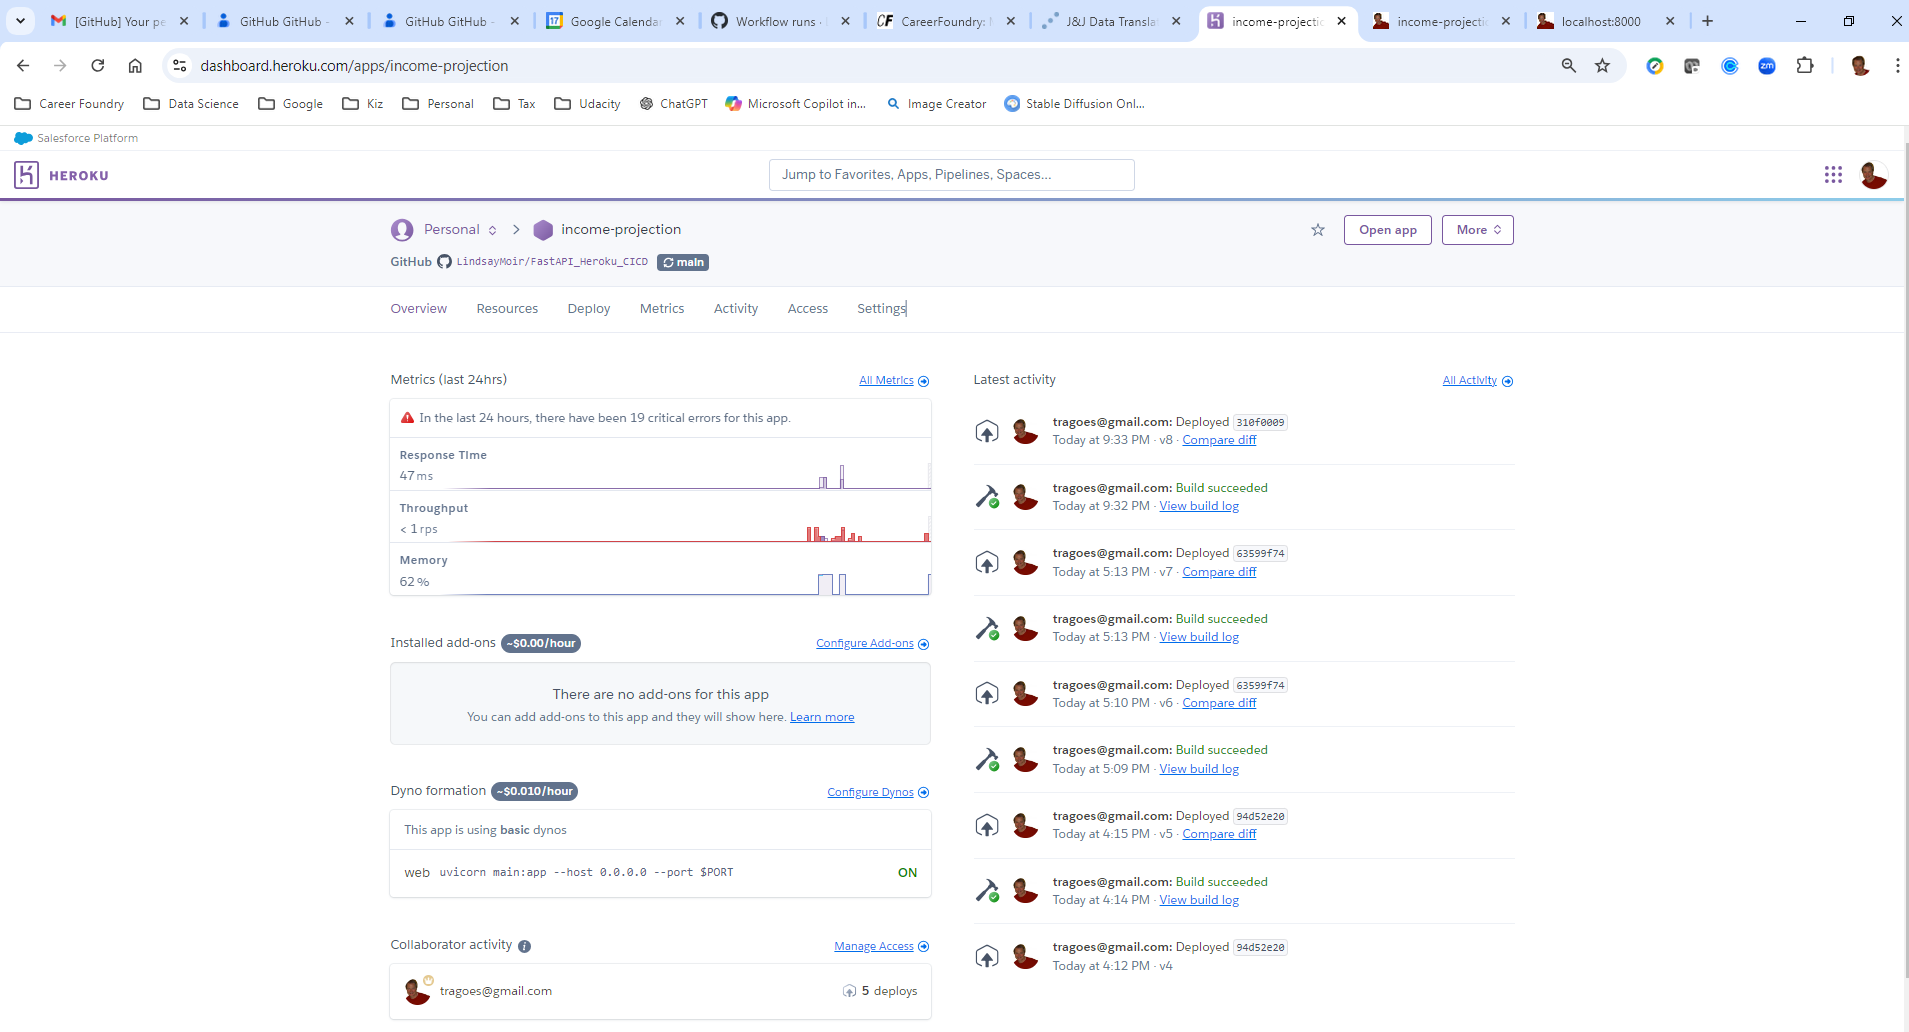 [GitHub] Your pe
GitHub GitHub -
GitHub GitHub -
17
Google Calendar
Workflow runs ·
CF
CareerFoundry:
J&J Data Transla
income-projectio
income-projectio
localhost:8000
dashboard.heroku.com/apps/income-projection
zm
Career Foundry
Data Science
Google
Kiz
Personal
Tax
Udacity
ChatGPT
Microsoft Copilot in...
Image Creator
Stable Diffusion Onl...
Salesforce Platform
HEROKU
Jump to Favorites, Apps, Pipelines, Spaces...
Personal
income-projection
Open app
More
GitHub LindsayMoir/FastAPI_Heroku_CICD main
Overview Resources Deploy Metrics Activity Access Settings
Metrics (last 24hrs)
All Metrics
In the last 24 hours, there have been 19 critical errors for this app.
Response Time
47 ms
Throughput
< 1 rps
Memory
62 %
Installed add-ons ~$0.00/hour
Configure Add-ons
There are no add-ons for this app
You can add add-ons to this app and they will show here. Learn more
Dyno formation ~$0.010/hour
Configure Dynos
This app is using basic dynos
web uvicorn main:app --host 0.0.0.0 --port $PORT
ON
Collaborator activity
Manage Access
tragoes@gmail.com
5 deploys
Latest activity
All Activity
tragoes@gmail.com: Deployed 310f0009
Today at 9:33 PM · v8 · Compare diff
tragoes@gmail.com: Build succeeded
Today at 9:32 PM · View build log
tragoes@gmail.com: Deployed 63599f74
Today at 5:13 PM · v7 · Compare diff
tragoes@gmail.com: Build succeeded
Today at 5:13 PM · View build log
tragoes@gmail.com: Deployed 63599f74
Today at 5:10 PM · v6 · Compare diff
tragoes@gmail.com: Build succeeded
Today at 5:09 PM · View build log
tragoes@gmail.com: Deployed 94d52e20
Today at 4:15 PM · v5 · Compare diff
tragoes@gmail.com: Build succeeded
Today at 4:14 PM · View build log
tragoes@gmail.com: Deployed 94d52e20
Today at 4:12 PM · v4